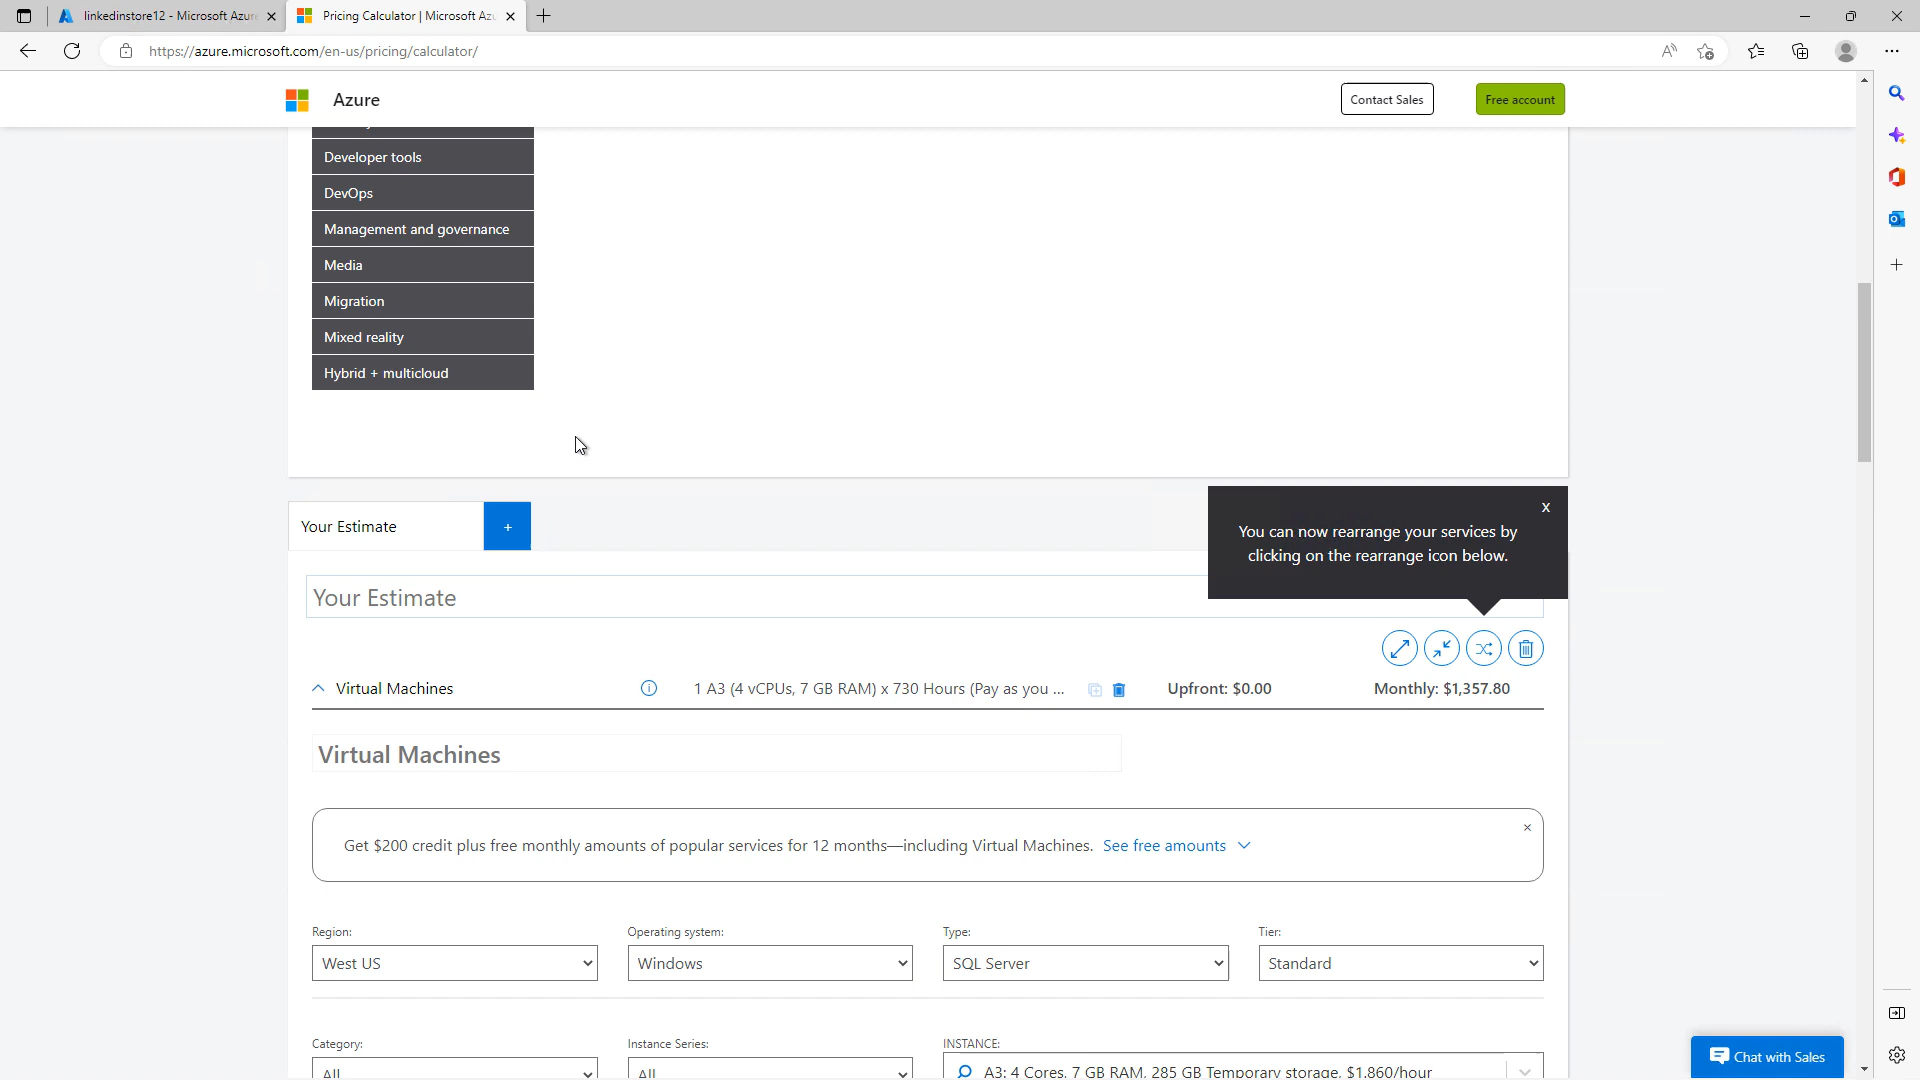 linkedinstore12 - Microsoft Azur
Pricing Calculator | Microsoft Az
https://azure.microsoft.com/en-us/pricing/calculator/
Azure
Contact Sales
Free account
Developer tools
DevOps
Management and governance
Media
Migration
Mixed reality
Hybrid + multicloud
Your Estimate
+
x
You can now rearrange your services by
clicking on the rearrange icon below.
Your Estimate
Virtual Machines
1 A3 (4 vCPUs, 7 GB RAM) x 730 Hours (Pay as you ...
Upfront: $0.00
Monthly: $1,357.80
Virtual Machines
Get $200 credit plus free monthly amounts of popular services for 12 months—including Virtual Machines. See free amounts
Region:
Operating system:
Type:
Tier:
West US
Windows
SQL Server
Standard
Category:
Instance Series:
INSTANCE:
All
All
A3: 4 Cores, 7 GB RAM, 285 GB Temporary storage, $1.860/hour
Chat with Sales